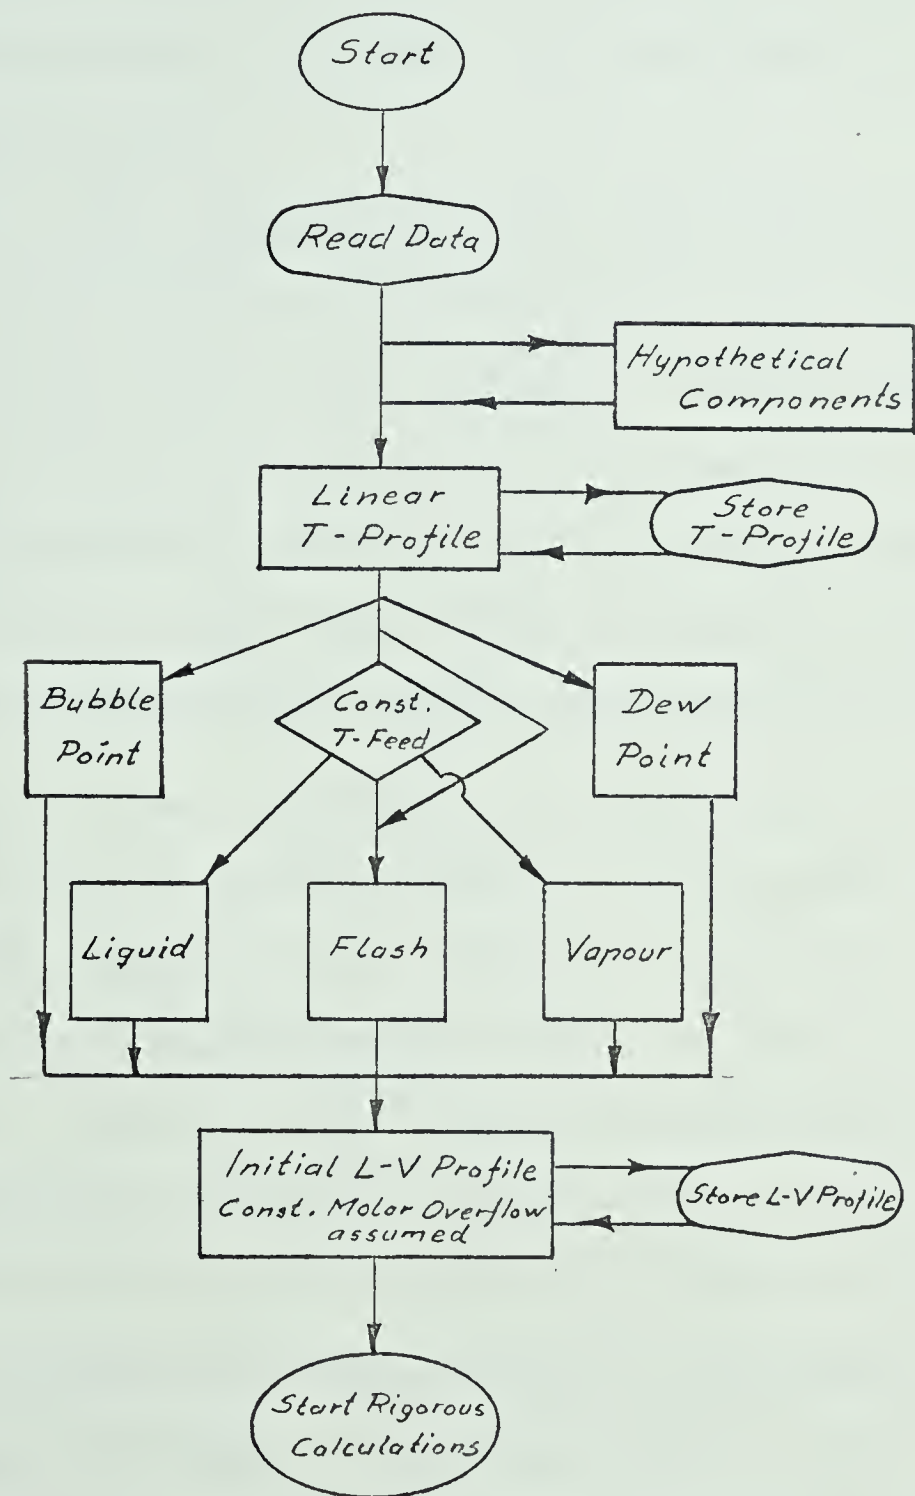 Start
Read Data
Hypothetical
Components
Linear
T-Profile
Store
T-Profile
Bubble
Point
Const.
T-Feed
Dew
Point
Liquid
Flash
Vapour
Initial L-V Profile
Const. Molar Overflow
assumed
Store L-V Profile
Start Rigorous
Calculations